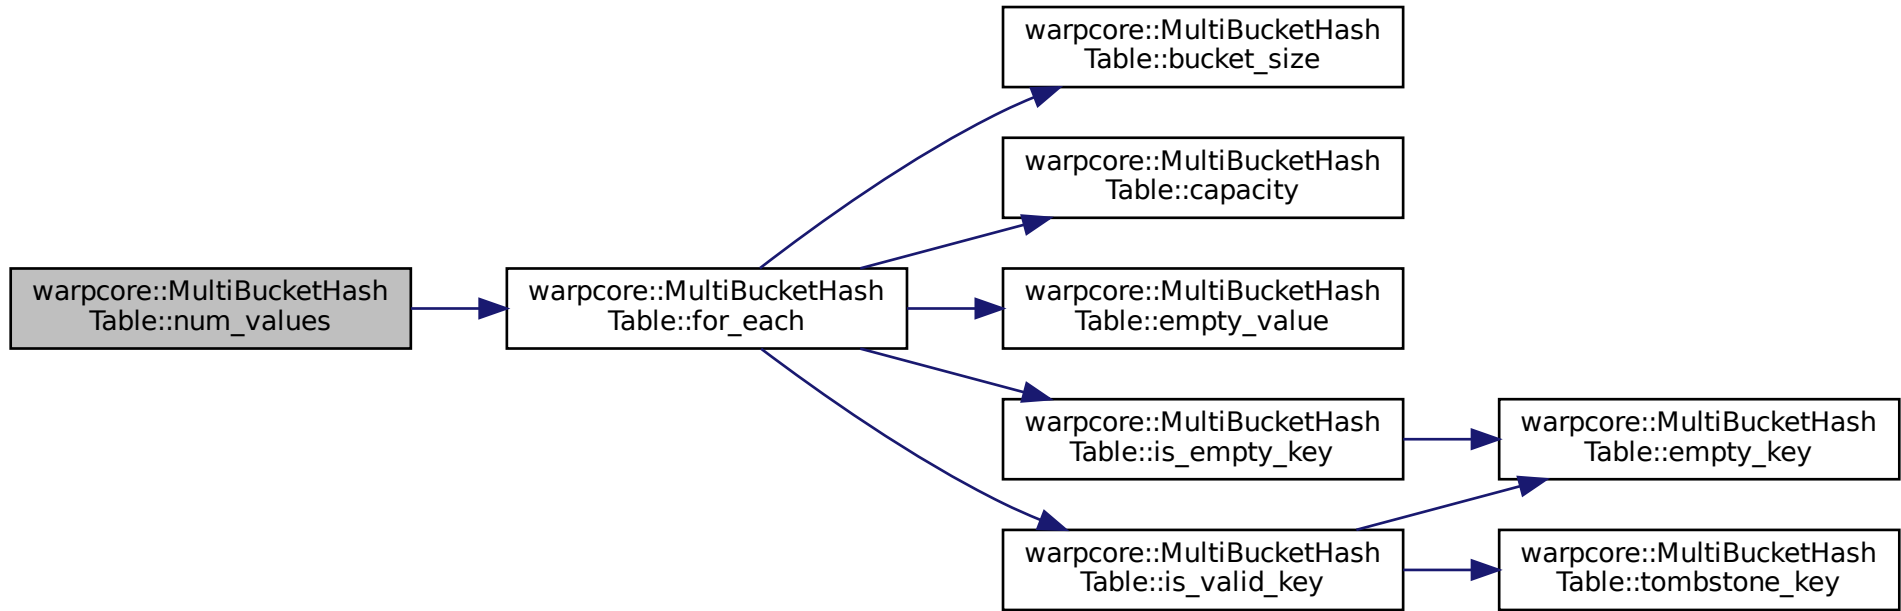 warpcore::MultiBucketHash
Table::num_values
warpcore::MultiBucketHash
Table::for_each
warpcore::MultiBucketHash
Table::bucket_size
warpcore::MultiBucketHash
Table::capacity
warpcore::MultiBucketHash
Table::empty_value
warpcore::MultiBucketHash
Table::is_empty_key
warpcore::MultiBucketHash
Table::is_valid_key
warpcore::MultiBucketHash
Table::empty_key
warpcore::MultiBucketHash
Table::tombstone_key